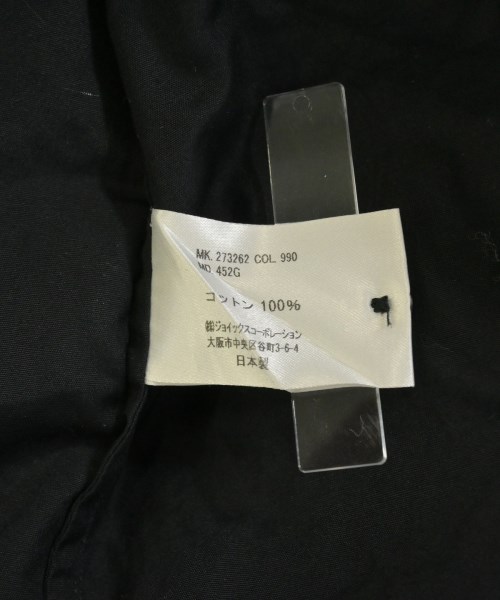 MK. 273262 COL. 990
MD. 452G
コットン 100%
㈱ジョイックスコーポレーション
大阪市中央区谷町3-6-4
日本製